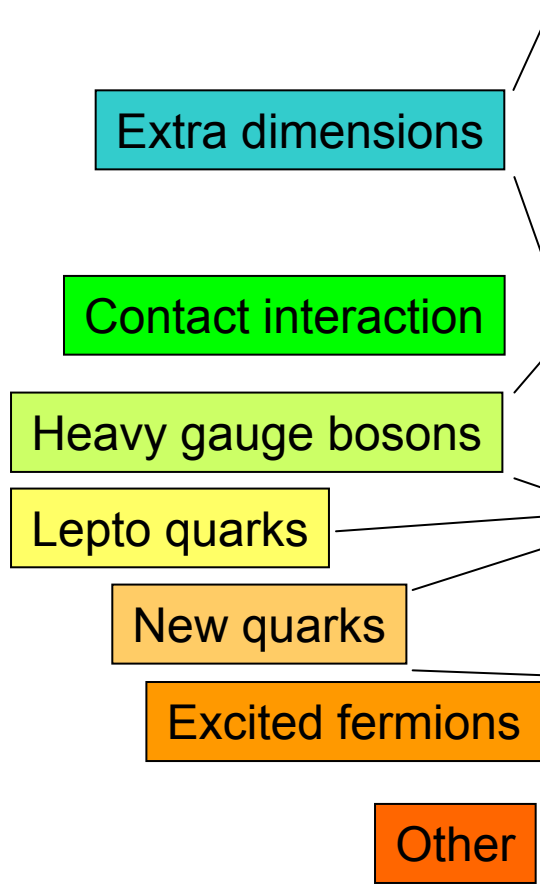 Extra dimensions
Contact interaction
Heavy gauge bosons
Lepto quarks
New quarks
Excited fermions
Other